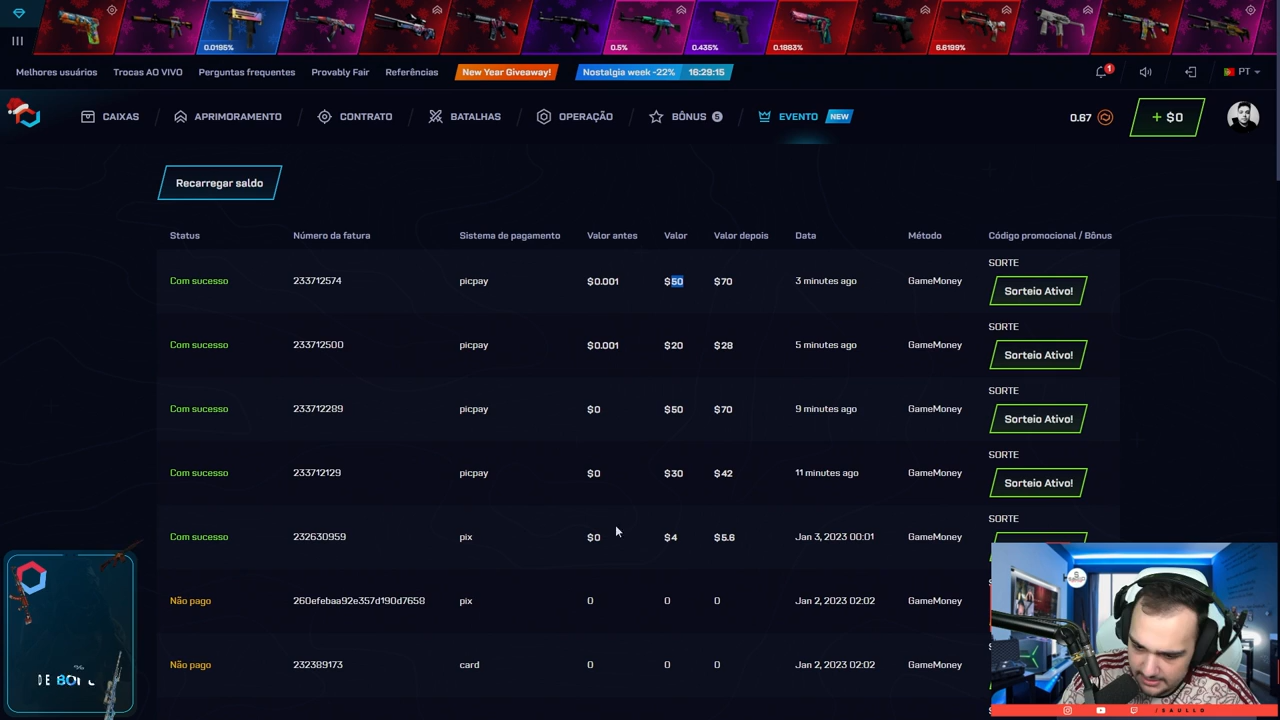 0.0195%
0.5%
0.435%
0.1883%
6.6199%
Melhores usuários Trocas AO VIVO Perguntas frequentes Provably Fair Referências New Year Giveaway! Nostalgia week -22% 16:29:15 1 PT
CAIXAS APRIMORAMENTO CONTRATO BATALHAS OPERAÇÃO BÔNUS 5 EVENTO NEW 0.67 + $0
Recarregar saldo
Status Número da fatura Sistema de pagamento Valor antes Valor Valor depois Data Método Código promocional / Bônus
SORTE
Com sucesso 233712574 picpay $0.001 $50 $70 3 minutes ago GameMoney Sorteio Ativo!
SORTE
Com sucesso 233712500 picpay $0.001 $20 $28 5 minutes ago GameMoney Sorteio Ativo!
SORTE
Com sucesso 233712289 picpay $0 $50 $70 9 minutes ago GameMoney Sorteio Ativo!
SORTE
Com sucesso 233712129 picpay $0 $30 $42 11 minutes ago GameMoney Sorteio Ativo!
SORTE
Com sucesso 232630959 pix $0 $4 $5.6 Jan 3, 2023 00:01 GameMoney
Não pago 260efebaa92e357d190d7658 pix 0 0 0 Jan 2, 2023 02:02 GameMoney
Não pago 232389173 card 0 0 0 Jan 2, 2023 02:02 GameMoney
/SAULLO